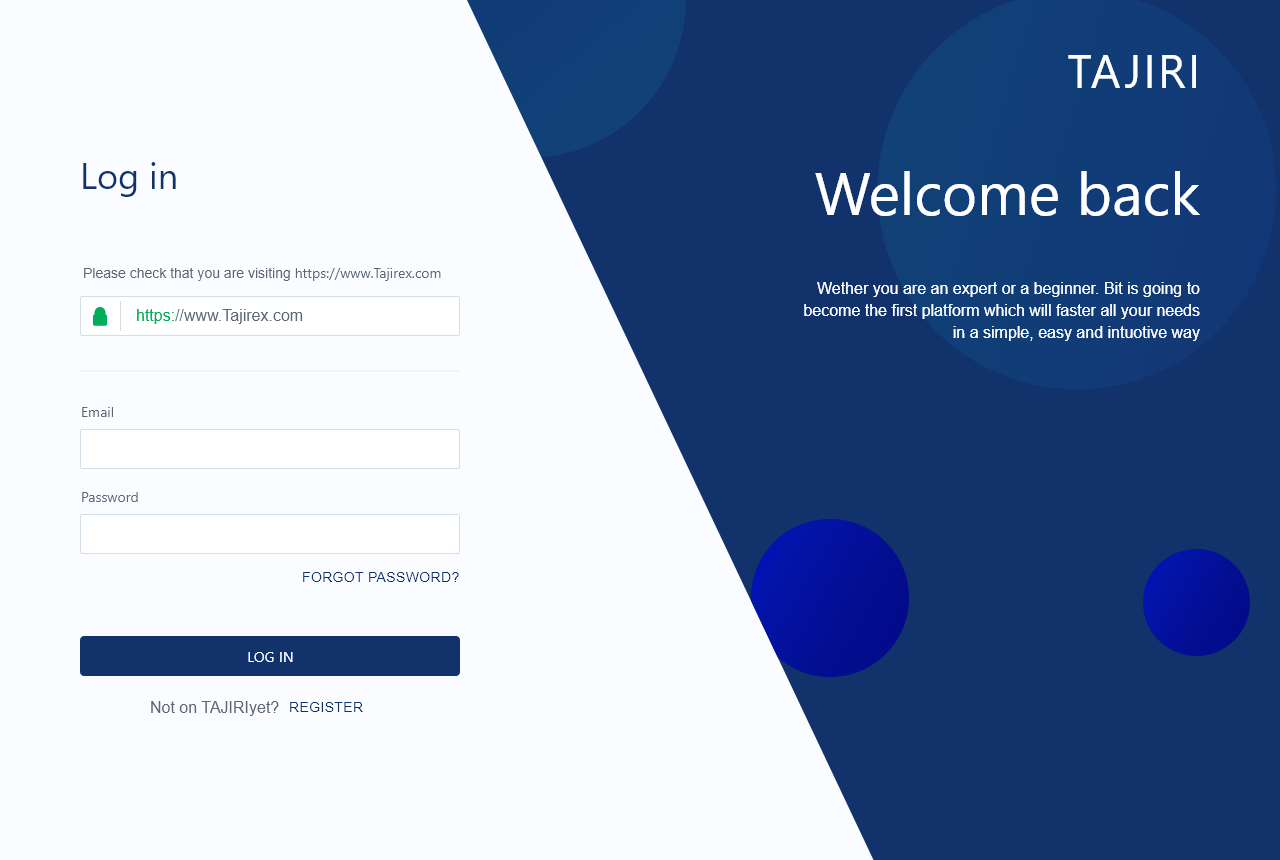 Log in
Please check that you are visiting https://www.Tajirex.com
https://www.Tajirex.com
Email
Password
FORGOT PASSWORD?
LOG IN
Not on TAJIRIyet? REGISTER
TAJIRI
Welcome back
Wether you are an expert or a beginner. Bit is going to
become the first platform which will faster all your needs
in a simple, easy and intuotive way